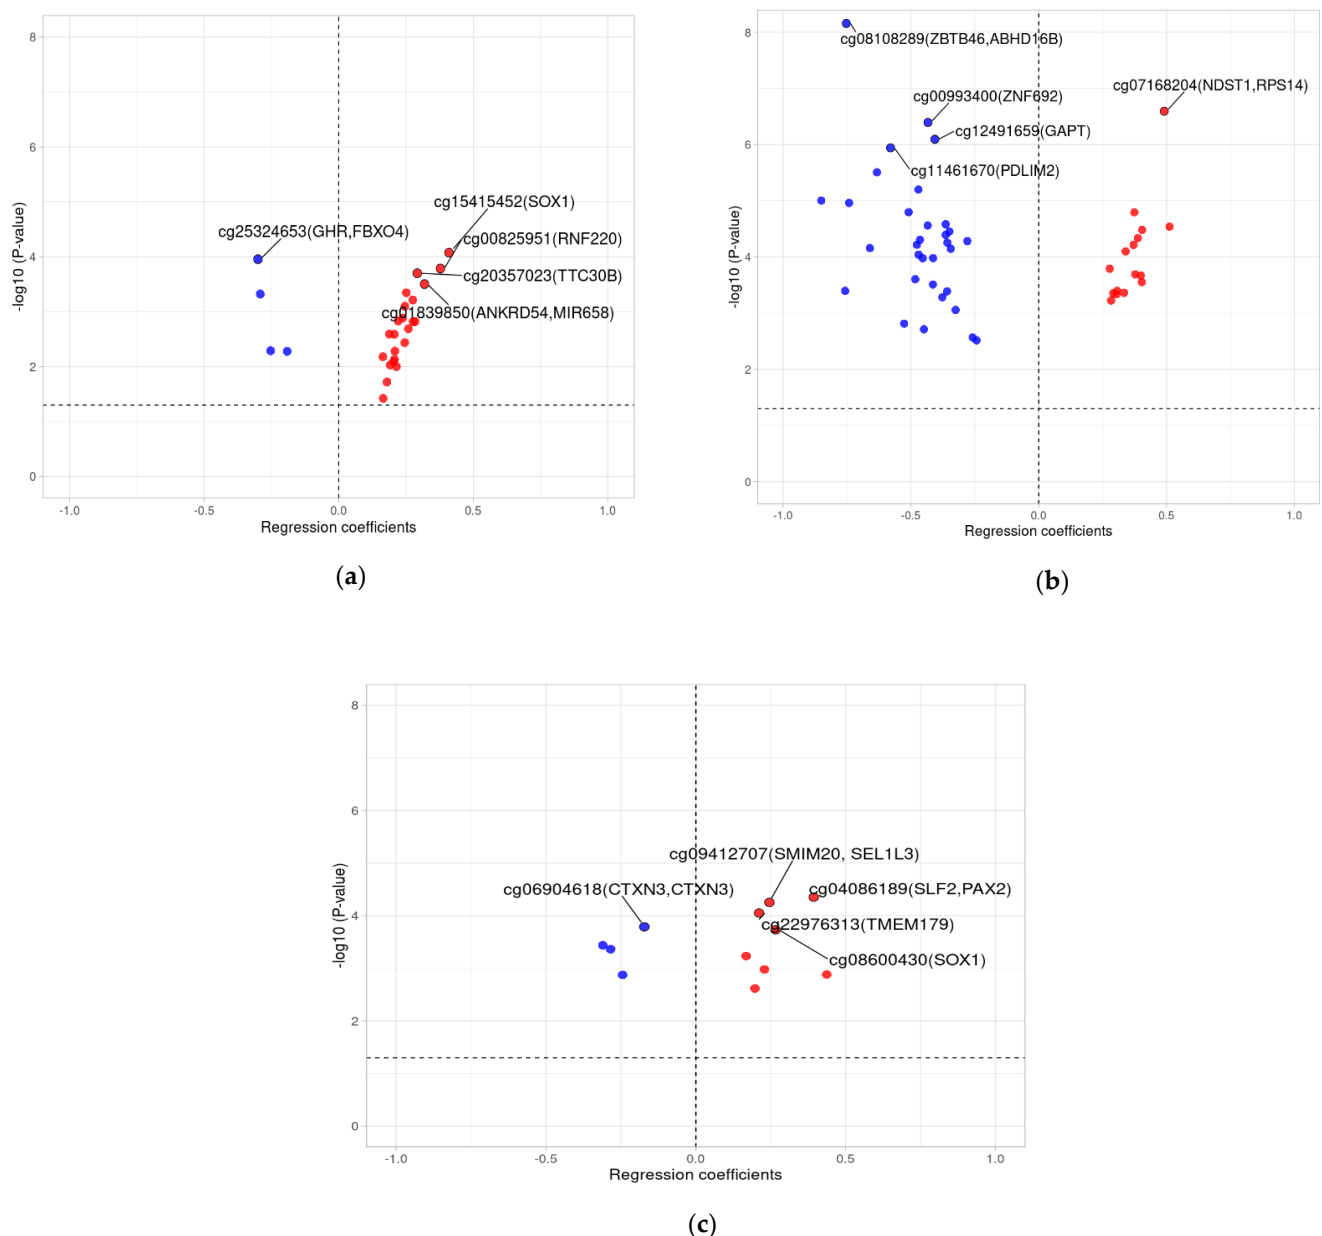 8
6
4
2
0
-log10 (P-value)
cg15415452(SOX1)
cg25324653(GHR,FBXO4)
cg00825951(RNF220)
cg20357023(TTC30B)
cg01839850(ANKRD54,MIR658)
-1.0 -0.5 0.0 0.5 1.0
Regression coefficients
(a)
8
6
4
2
0
-log10 (P-value)
cg08108289(ZBTB46,ABHD16B)
cg07168204(NDST1,RPS14)
cg00993400(ZNF692)
cg12491659(GAPT)
cg11461670(PDLIM2)
-1.0 -0.5 0.0 0.5 1.0
Regression coefficients
(b)
8
6
4
2
0
-log10 (P-value)
cg09412707(SMIM20, SEL1L3)
cg06904618(CTXN3,CTXN3)
cg04086189(SLF2,PAX2)
cg22976313(TMEM179)
cg08600430(SOX1)
-1.0 -0.5 0.0 0.5 1.0
Regression coefficients
(c)